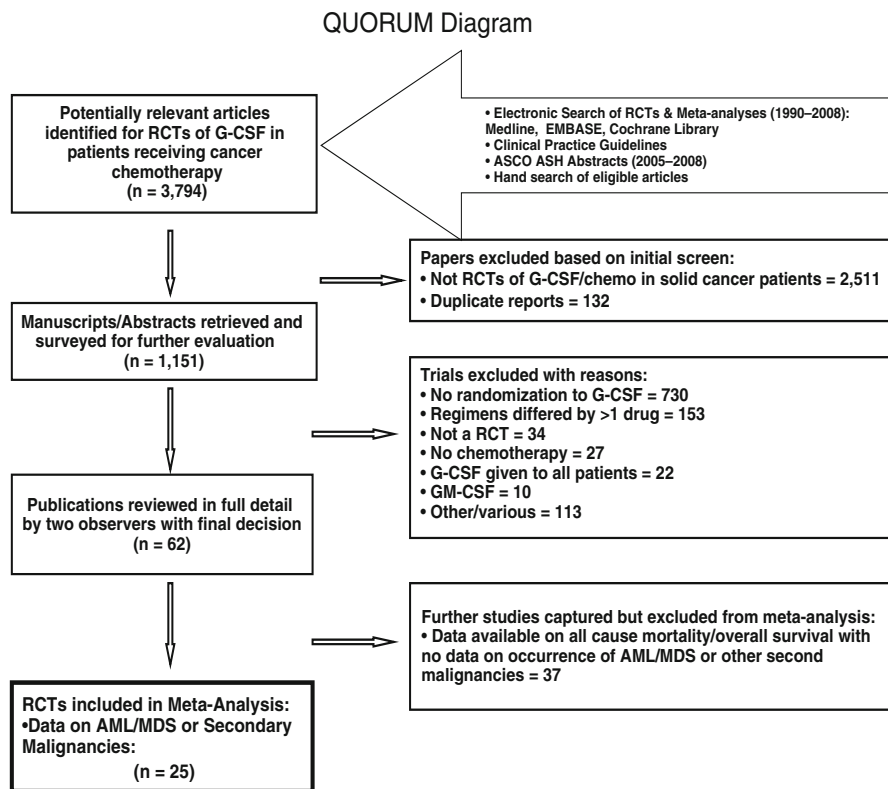 QUORUM Diagram
Potentially relevant articles
identified for RCTs of G-CSF in
patients receiving cancer
chemotherapy
(n = 3,794)
• Electronic Search of RCTs & Meta-analyses (1990–2008):
Medline, EMBASE, Cochrane Library
• Clinical Practice Guidelines
• ASCO ASH Abstracts (2005–2008)
• Hand search of eligible articles
Papers excluded based on initial screen:
• Not RCTs of G-CSF/chemo in solid cancer patients = 2,511
• Duplicate reports = 132
Manuscripts/Abstracts retrieved and
surveyed for further evaluation
(n = 1,151)
Trials excluded with reasons:
• No randomization to G-CSF = 730
• Regimens differed by >1 drug = 153
• Not a RCT = 34
• No chemotherapy = 27
• G-CSF given to all patients = 22
• GM-CSF = 10
• Other/various = 113
Publications reviewed in full detail
by two observers with final decision
(n = 62)
Further studies captured but excluded from meta-analysis:
• Data available on all cause mortality/overall survival with
no data on occurrence of AML/MDS or other second
malignancies = 37
RCTs included in Meta-Analysis:
•Data on AML/MDS or Secondary
Malignancies:
(n = 25)